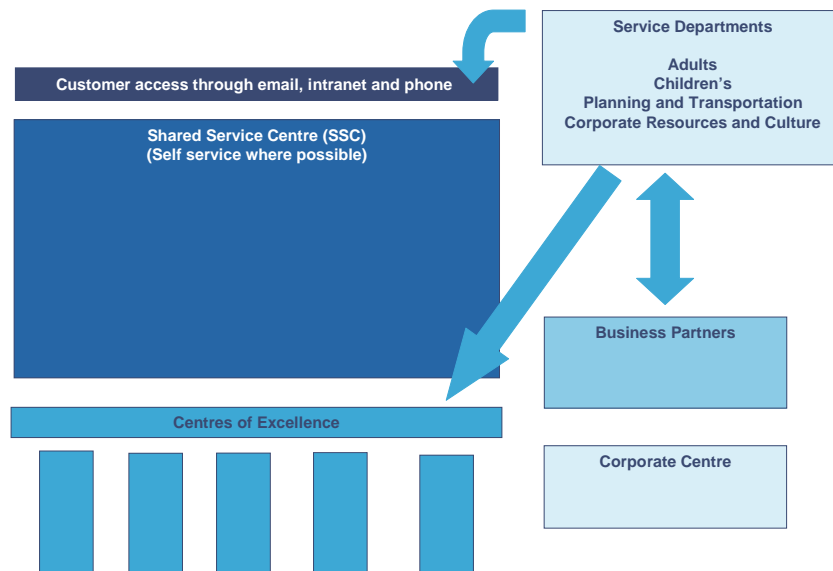 Service Departments
Adults
Children's
Planning and Transportation
Corporate Resources and Culture
Customer access through email, intranet and phone
Shared Service Centre (SSC)
(Self service where possible)
Business Partners
Centres of Excellence
Corporate Centre